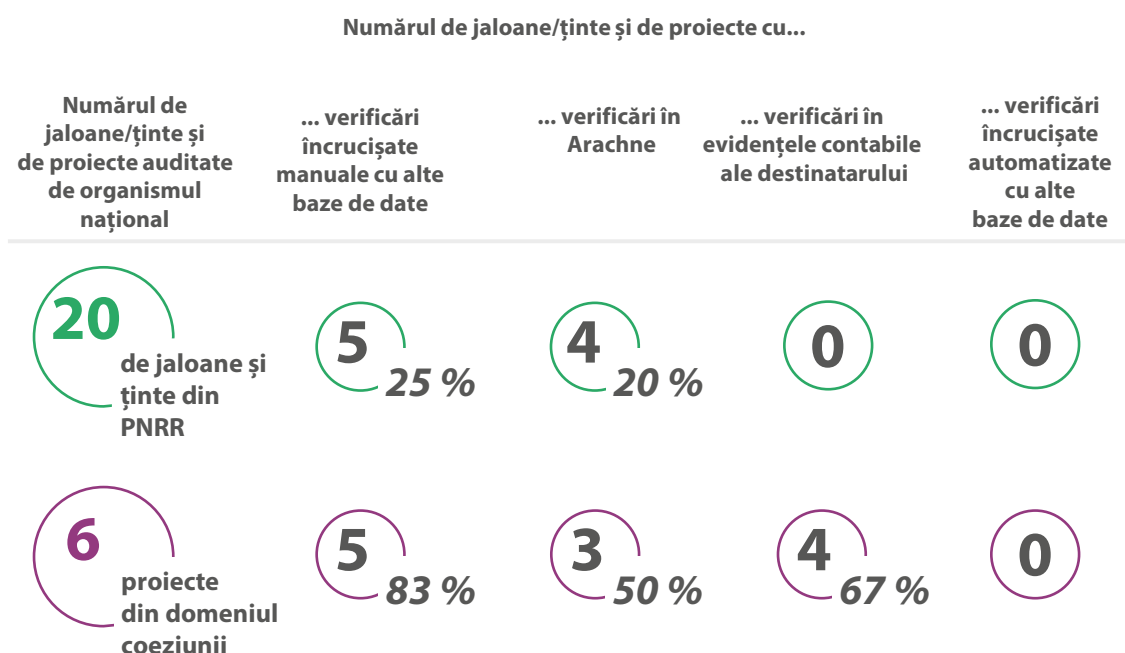 Numărul de jaloane/ținte și de proiecte cu...
Numărul de
jaloane/ținte și
de proiecte auditate
de organismul
național
... verificări
încrucișate
manuale cu alte
baze de date
... verificări în
Arachne
... verificări în
evidențele contabile
ale destinatarului
... verificări
încrucișate
automatizate
cu alte
baze de date
20
de jaloane și
ținte din
PNRR
5
25 %
4
20 %
0
0
6
proiecte
din domeniul
coeziunii
5
83 %
3
50 %
4
67 %
0